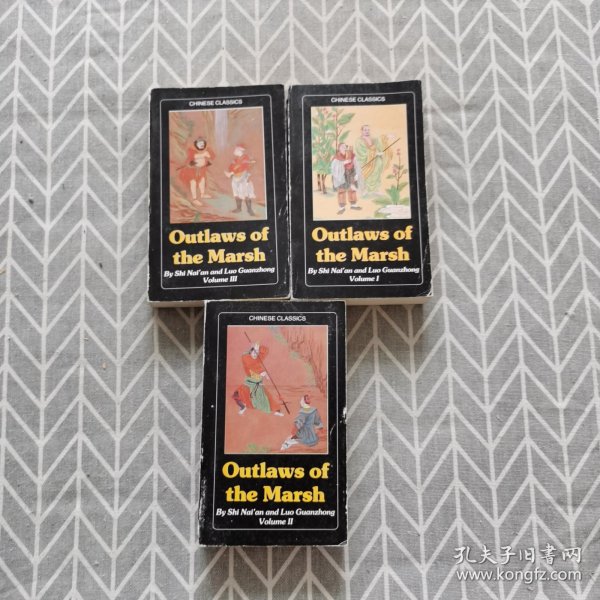 CHINESE CLASSICS
Outlaws of
the Marsh
By Shi Nai'an and Luo Guanzhong
Volume III
CHINESE CLASSICS
Outlaws of
the Marsh
By Shi Nai'an and Luo Guanzhong
Volume I
CHINESE CLASSICS
Outlaws of
the Marsh
By Shi Nai'an and Luo Guanzhong
Volume II
孔夫子旧书网
www.kongfz.com